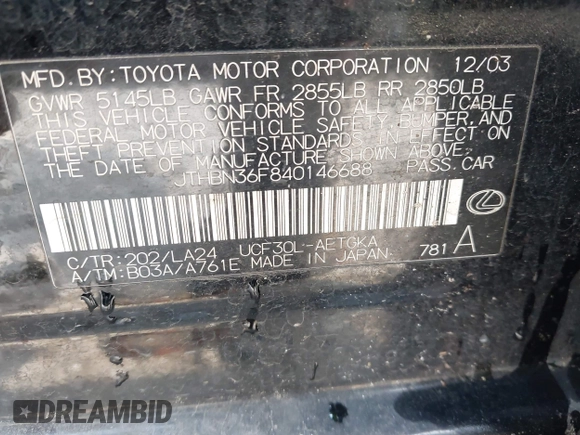 MFD.BY:TOYOTA MOTOR CORPORATION 12/03
GVWR 5145LB GAWR FR 2855LB RR 2850LB
THIS VEHICLE CONFORMS TO ALL APPLICABLE
FEDERAL MOTOR VEHICLE SAFETY,BUMPER,AND
THEFT PREVENTION STANDARDS IN EFFECT ON
THE DATE OF MANUFACTURE SHOWN ABOVE.
JTHBN36F840146688 PASS CAR
C/TR:202/LA24 UCF30L-AETGKA
A/TM:B03A/A761E MADE IN JAPAN 781 A
DREAMBID